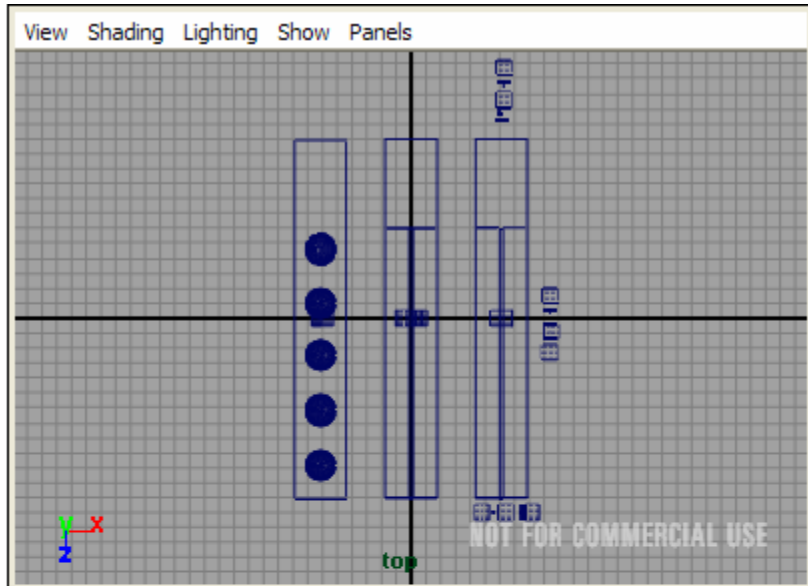 View Shading Lighting Show Panels
Y X
Z
NOT FOR COMMERCIAL USE
top